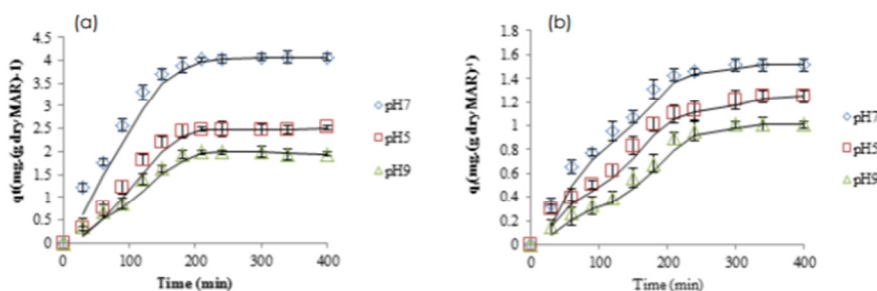 (a)
4.5
4
3.5
3
2.5
2
1.5
1
0.5
0
qt(mg.(g dry MAR)-1)
0
100
200
300
400
Time (min)
pH7
pH5
pH9
(b)
1.8
1.6
1.4
1.2
1
0.8
0.6
0.4
0.2
0
qt(mg.(g dry MAR)-1)
0
100
200
300
400
Time (min)
pH7
pH5
pH9